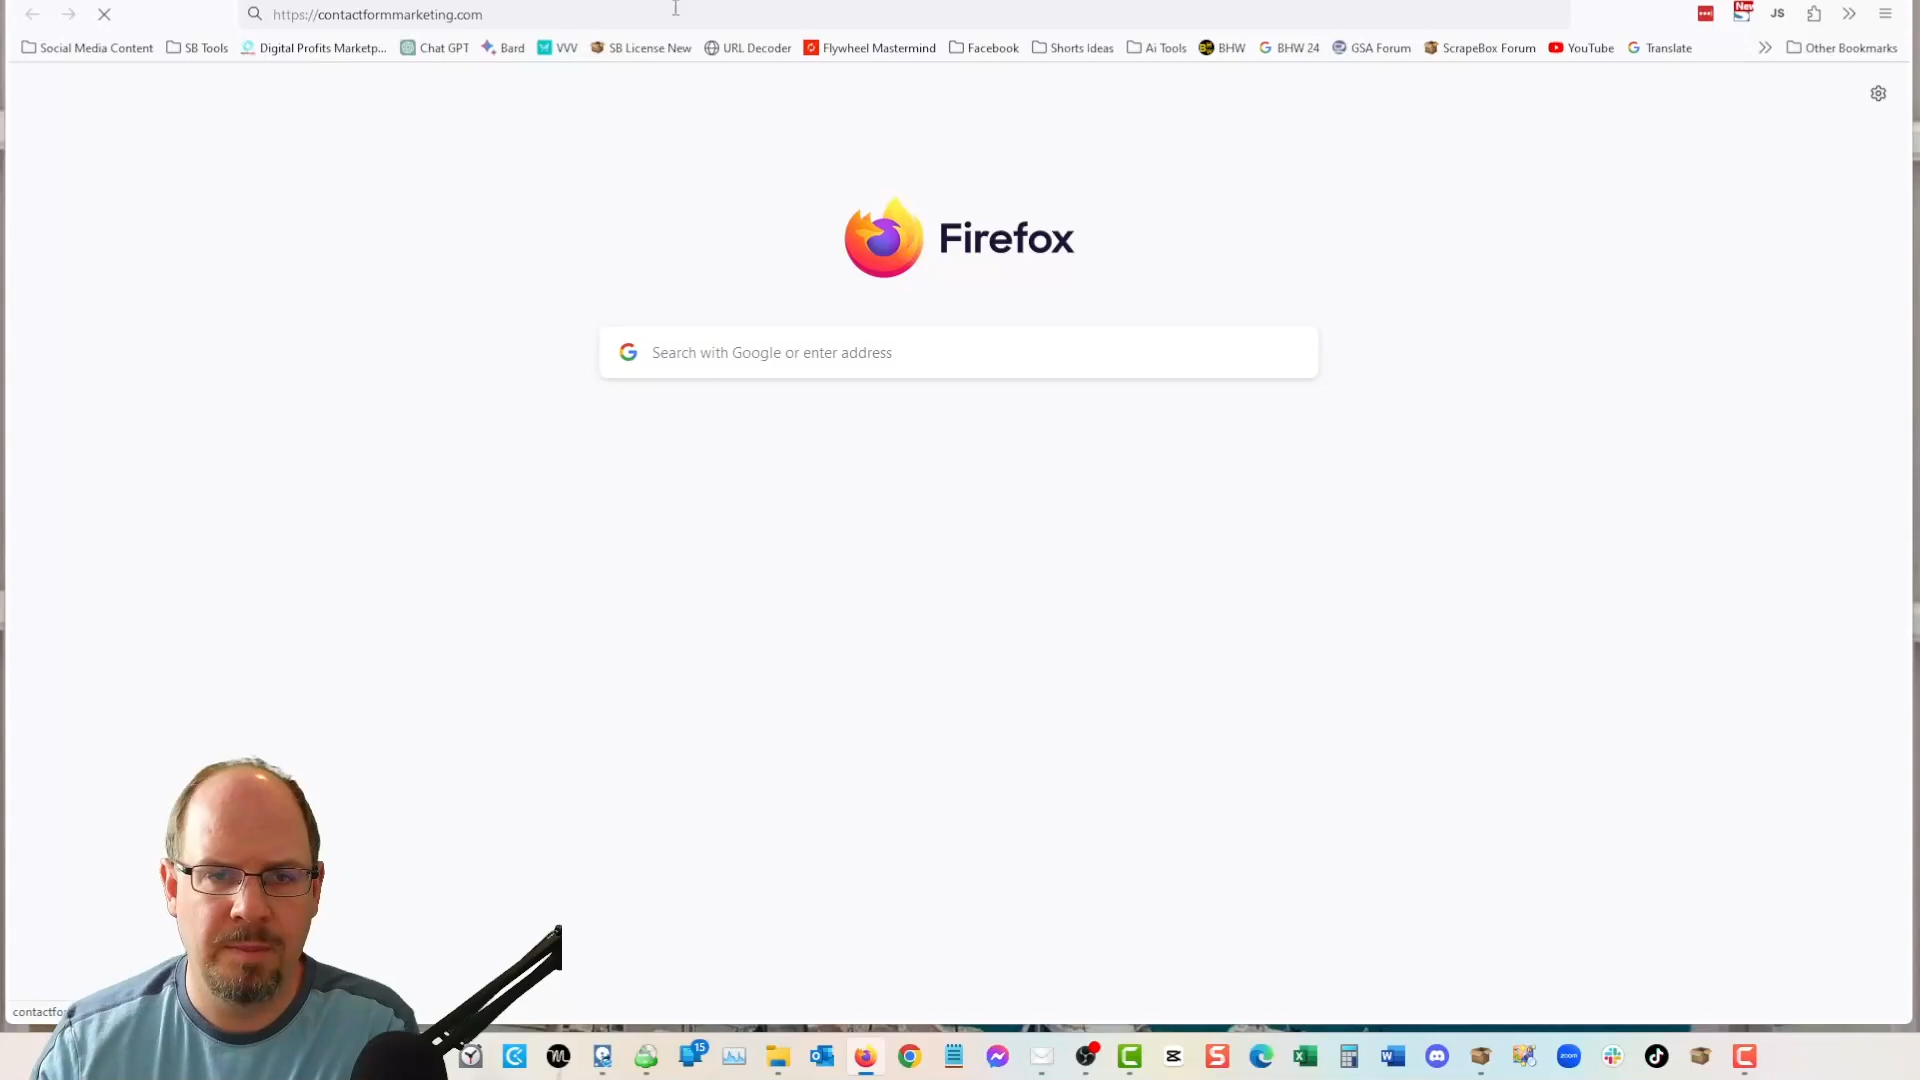 https://contactformmarketing.com
New
JS
Social Media Content SB Tools Digital Profits Marketp... Chat GPT Bard VVV SB License New URL Decoder Flywheel Mastermind Facebook Shorts Ideas Ai Tools BHW BHW 24 GSA Forum ScrapeBox Forum YouTube Translate Other Bookmarks
Firefox
Search with Google or enter address
contactfo
15
zoom